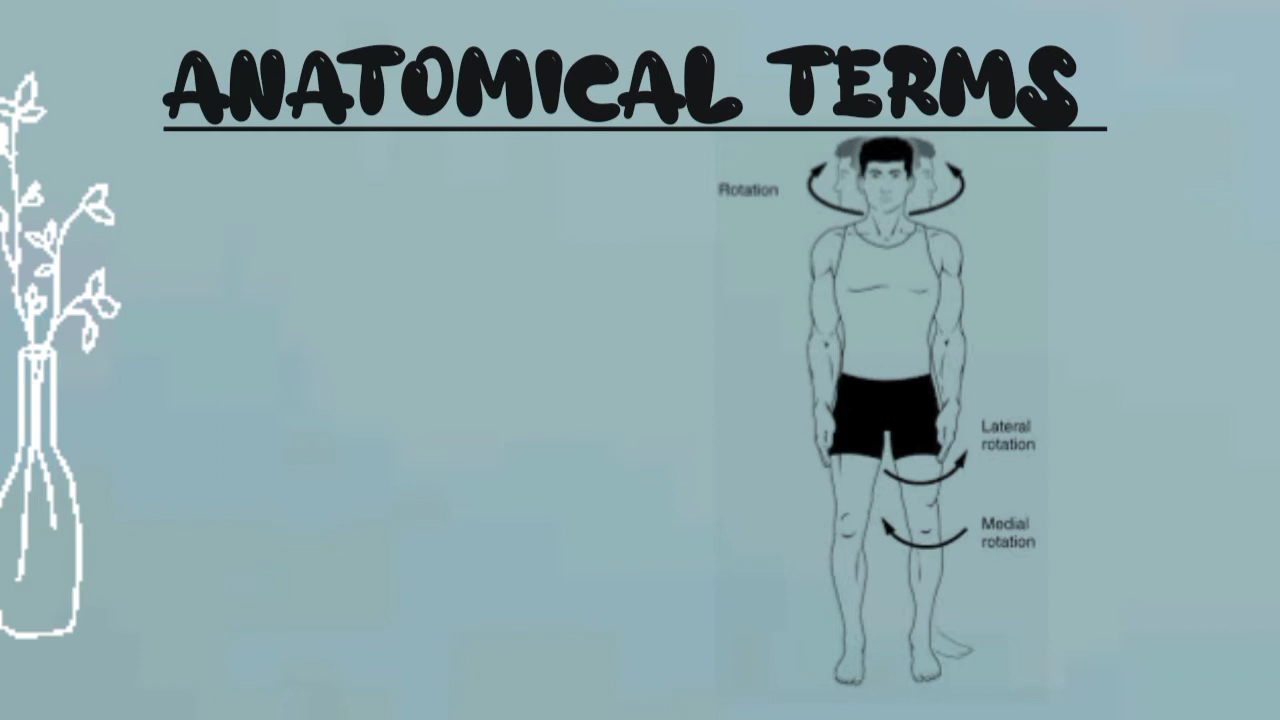 ANATOMICAL TERMS
Rotation
Lateral
rotation
Medial
rotation